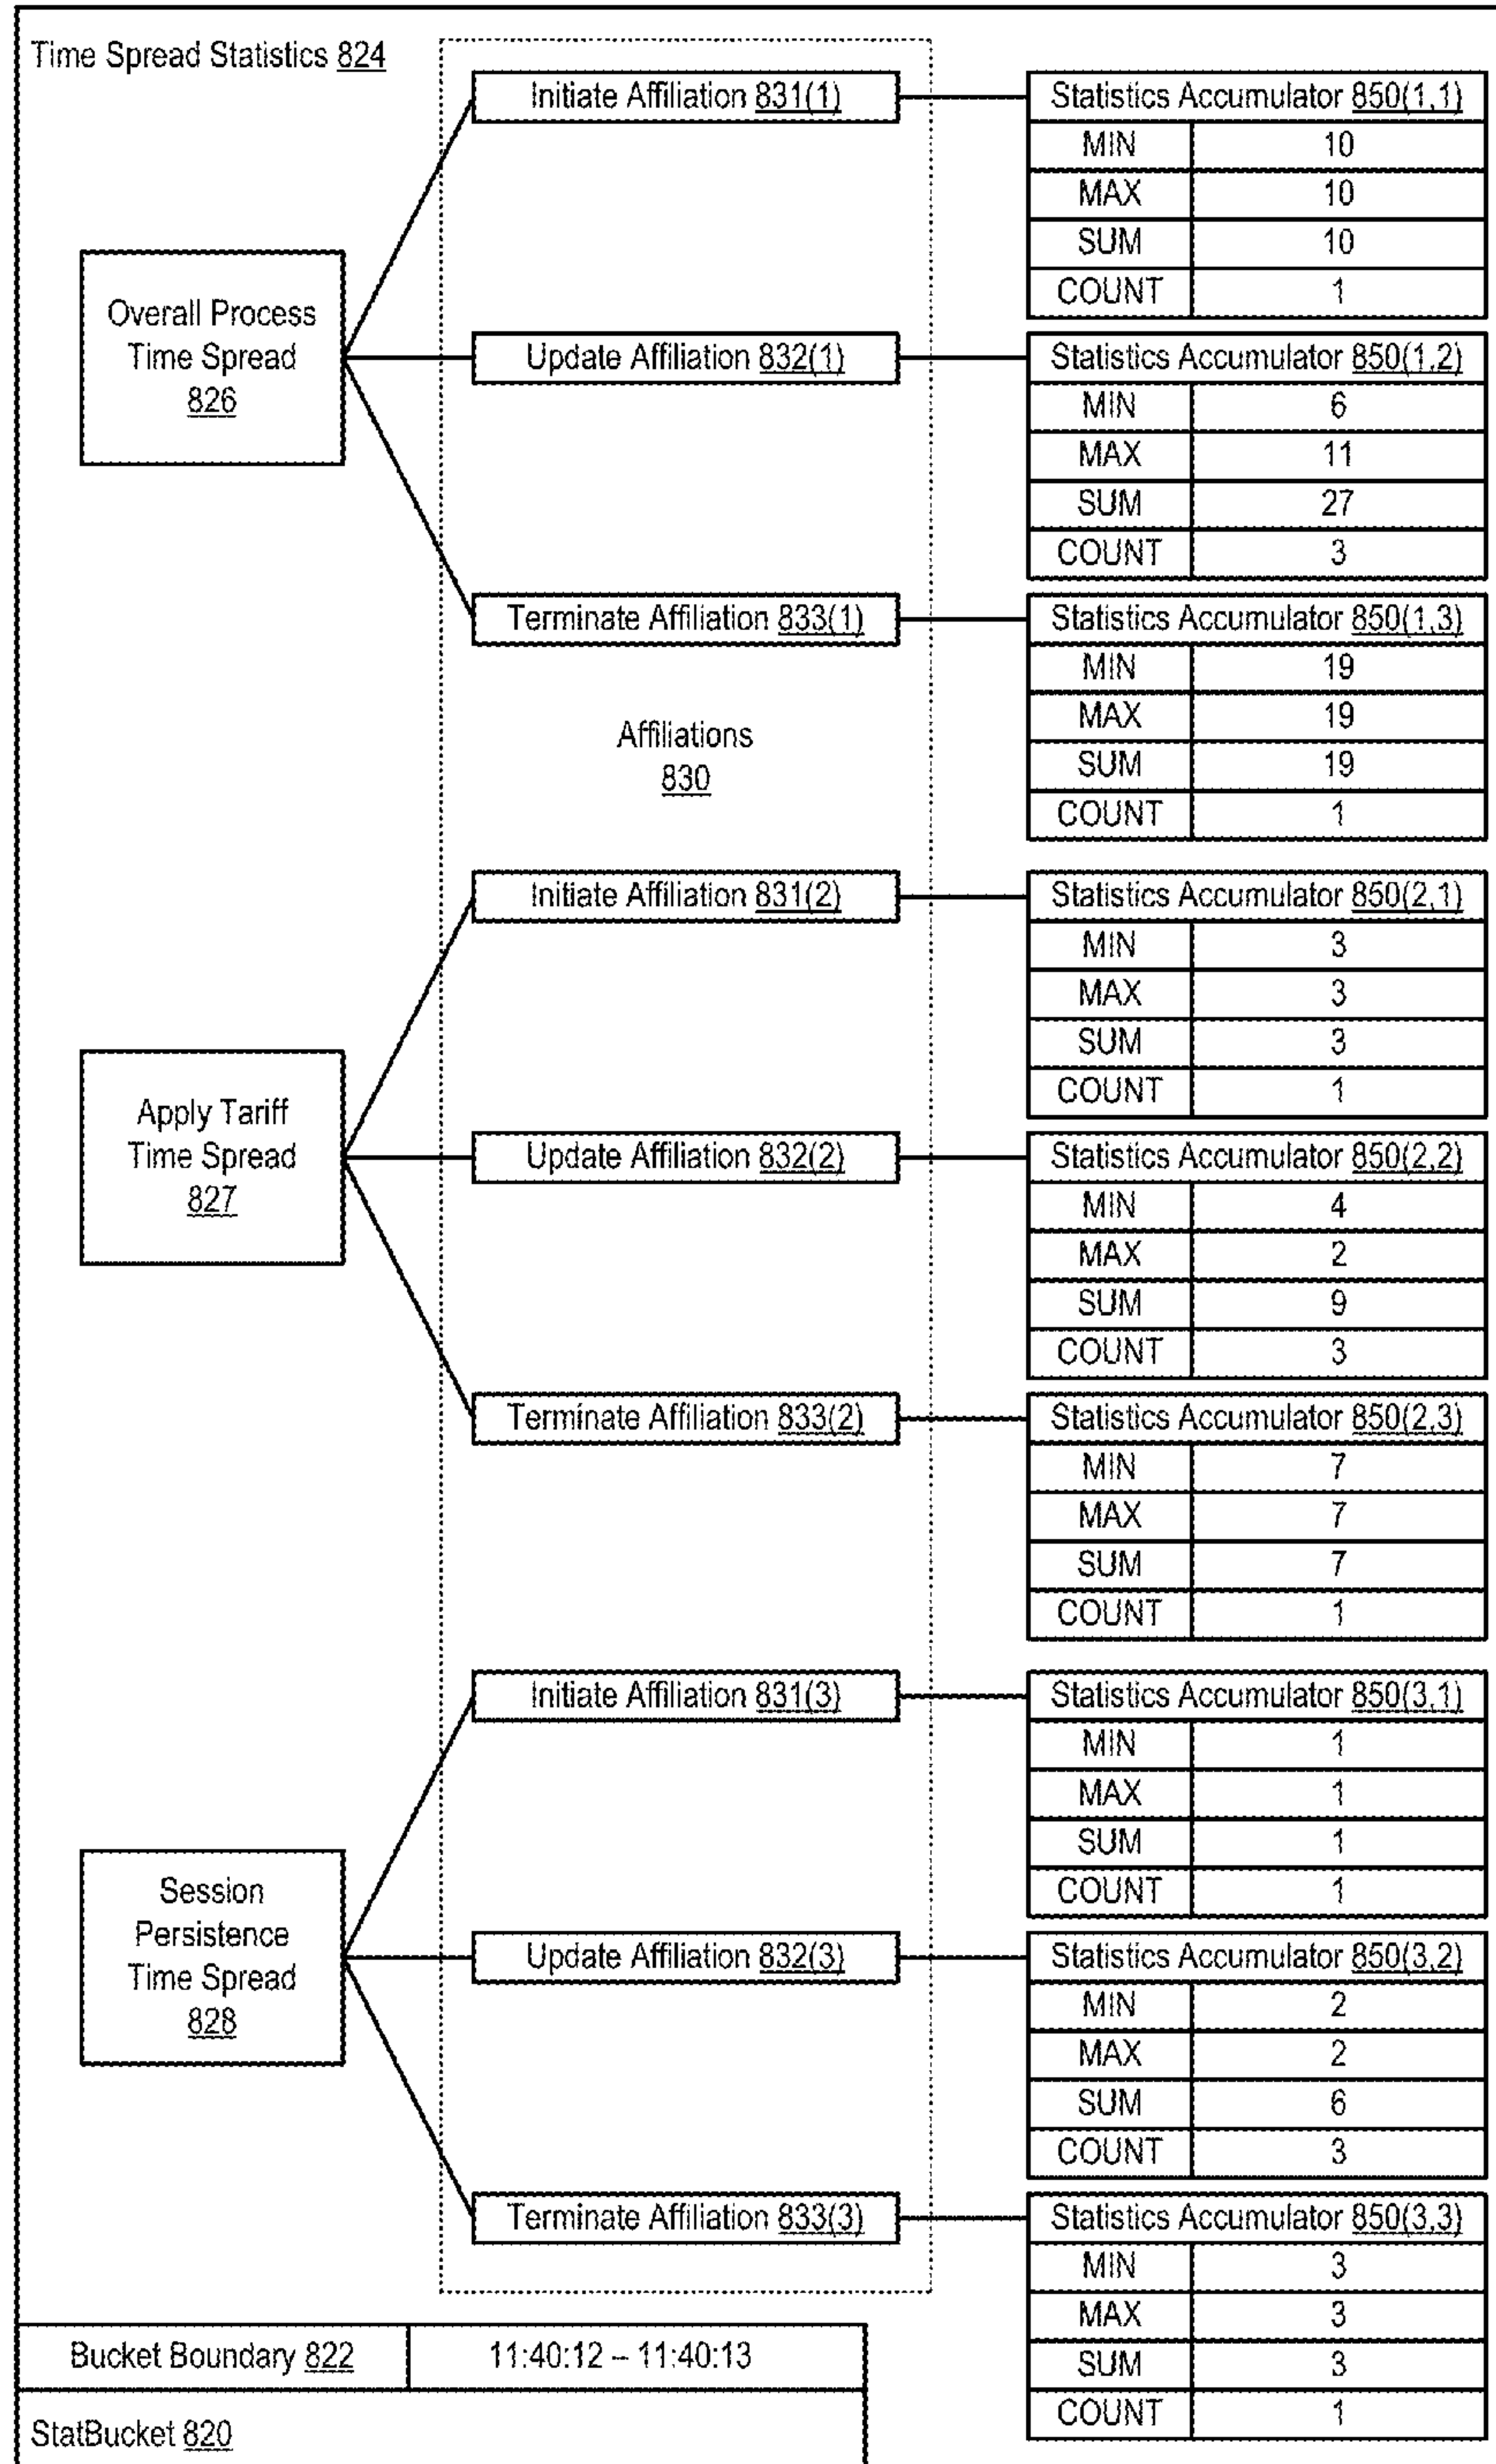 Time Spread Statistics 824
Initiate Affiliation 831(1)
Statistics Accumulator 850(1,1)
MIN 10
MAX 10
SUM 10
COUNT 1
Overall Process
Time Spread
826
Update Affiliation 832(1)
Statistics Accumulator 850(1,2)
MIN 6
MAX 11
SUM 27
COUNT 3
Terminate Affiliation 833(1)
Statistics Accumulator 850(1,3)
MIN 19
MAX 19
SUM 19
COUNT 1
Affiliations
830
Initiate Affiliation 831(2)
Statistics Accumulator 850(2,1)
MIN 3
MAX 3
SUM 3
COUNT 1
Apply Tariff
Time Spread
827
Update Affiliation 832(2)
Statistics Accumulator 850(2,2)
MIN 4
MAX 2
SUM 9
COUNT 3
Terminate Affiliation 833(2)
Statistics Accumulator 850(2,3)
MIN 7
MAX 7
SUM 7
COUNT 1
Initiate Affiliation 831(3)
Statistics Accumulator 850(3,1)
MIN 1
MAX 1
SUM 1
COUNT 1
Session
Persistence
Time Spread
828
Update Affiliation 832(3)
Statistics Accumulator 850(3,2)
MIN 2
MAX 2
SUM 6
COUNT 3
Terminate Affiliation 833(3)
Statistics Accumulator 850(3,3)
MIN 3
MAX 3
SUM 3
COUNT 1
Bucket Boundary 822 11:40:12 – 11:40:13
StatBucket 820